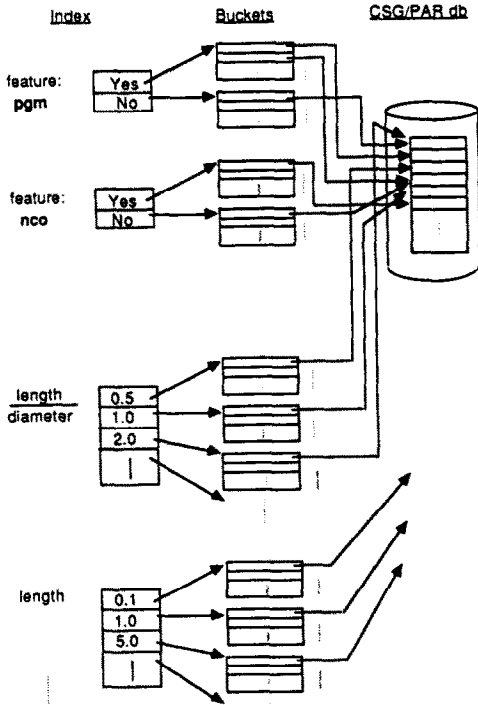 Index Buckets CSG/PAR db
feature:
pgm
Yes
No
feature:
nco
Yes
No
length
diameter
0.5
1.0
2.0
length
0.1
1.0
5.0